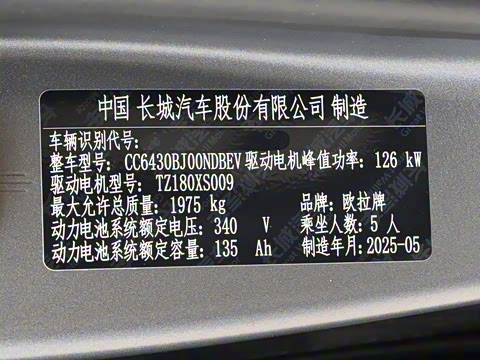 中国 长城汽车股份有限公司 制造
车辆识别代号:
整车型号: CC6430BJ00NDBEV 驱动电机峰值功率: 126 kW
驱动电机型号: TZ180XS009
最大允许总质量: 1975 kg 品牌: 欧拉牌
动力电池系统额定电压: 340 V 乘坐人数: 5 人
动力电池系统额定容量: 135 Ah 制造年月: 2025-05